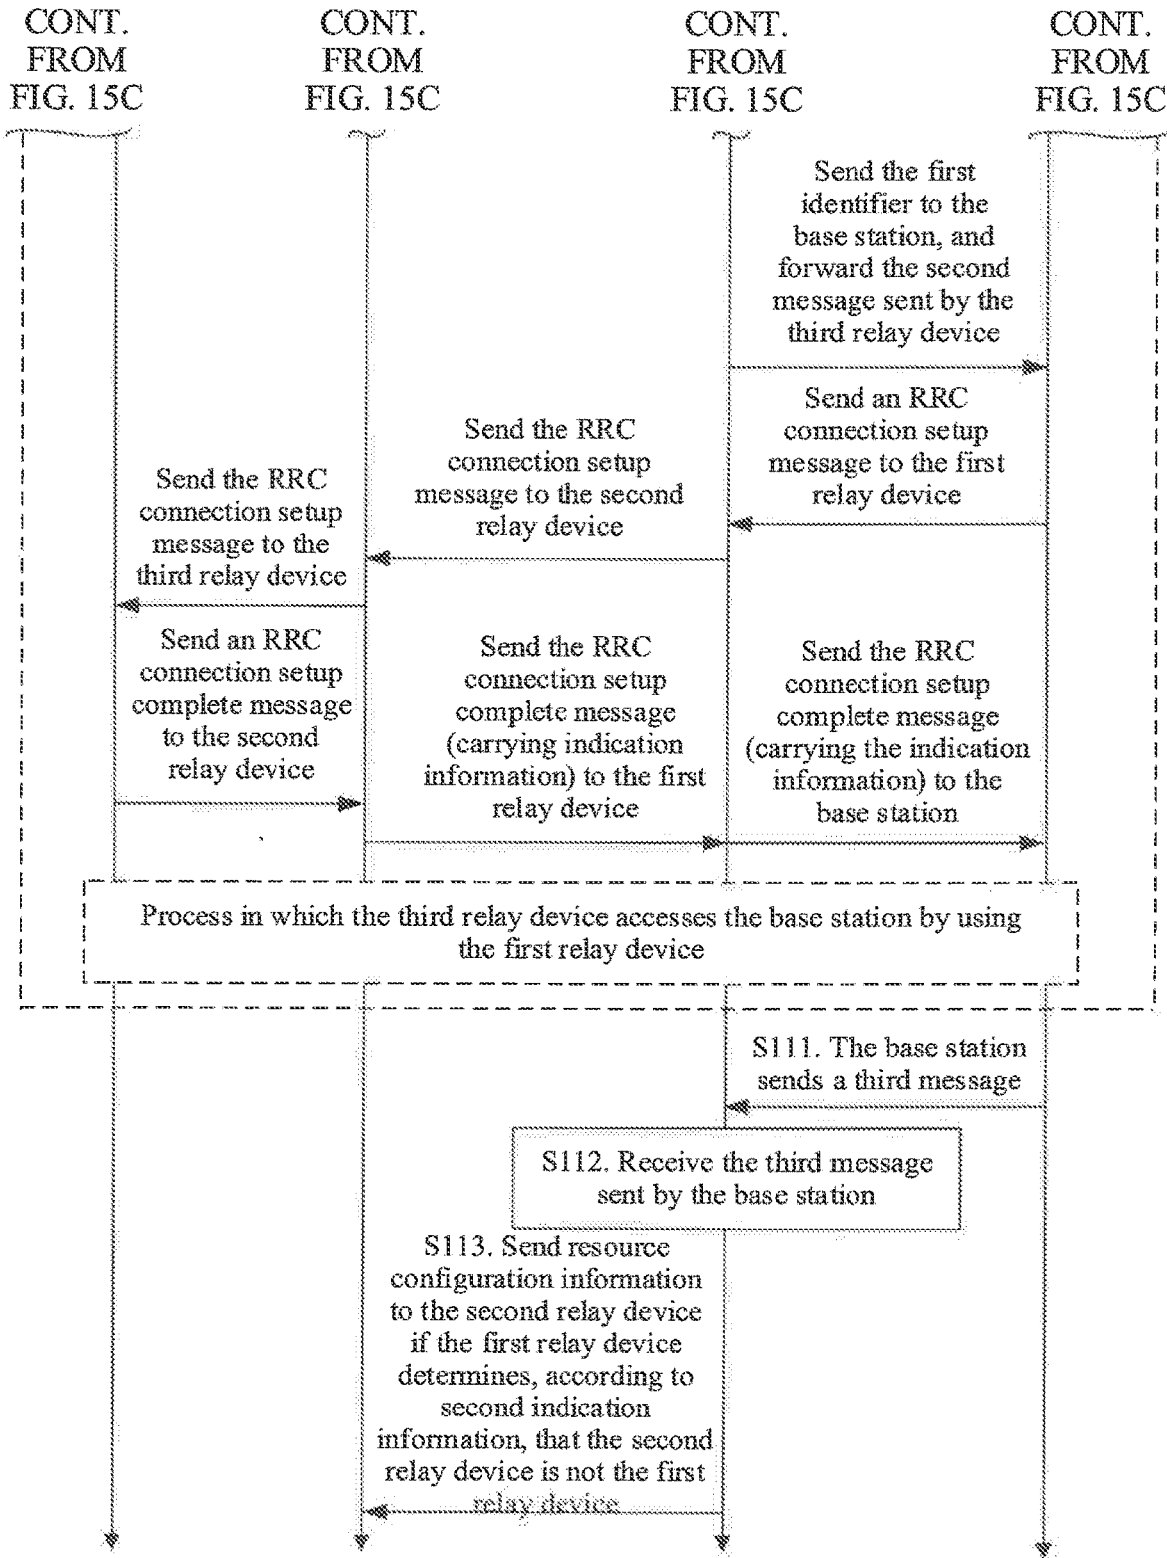 CONT.
FROM
FIG. 15C
CONT.
FROM
FIG. 15C
CONT.
FROM
FIG. 15C
CONT.
FROM
FIG. 15C
Send the first
identifier to the
base station, and
forward the second
message sent by the
third relay device
Send an RRC
connection setup
message to the first
relay device
Send the RRC
connection setup
message to the second
relay device
Send the RRC
connection setup
message to the
third relay device
Send an RRC
connection setup
complete message
to the second
relay device
Send the RRC
connection setup
complete message
(carrying indication
information) to the first
relay device
Send the RRC
connection setup
complete message
(carrying the indication
information) to the
base station
Process in which the third relay device accesses the base station by using
the first relay device
S111. The base station
sends a third message
S112. Receive the third message
sent by the base station
S113. Send resource
configuration information
to the second relay device
if the first relay device
determines, according to
second indication
information, that the second
relay device is not the first
relay device